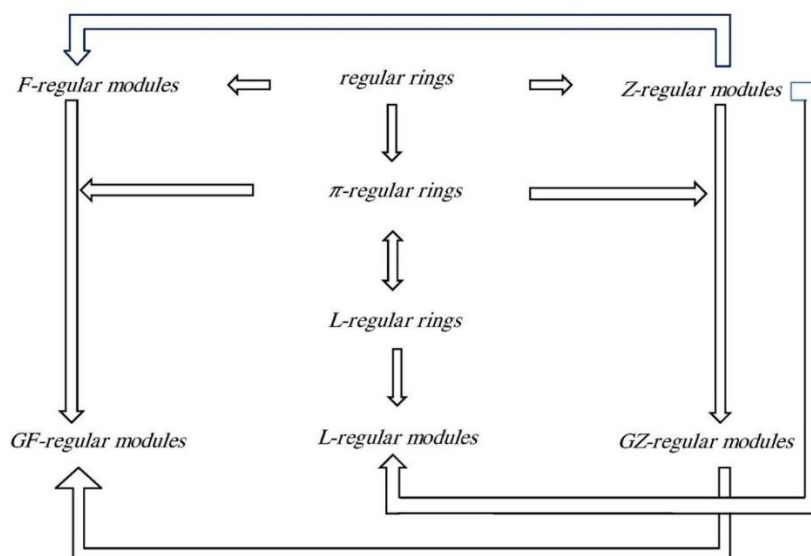 F-regular modules
regular rings
Z-regular modules
π-regular rings
L-regular rings
GF-regular modules
L-regular modules
GZ-regular modules